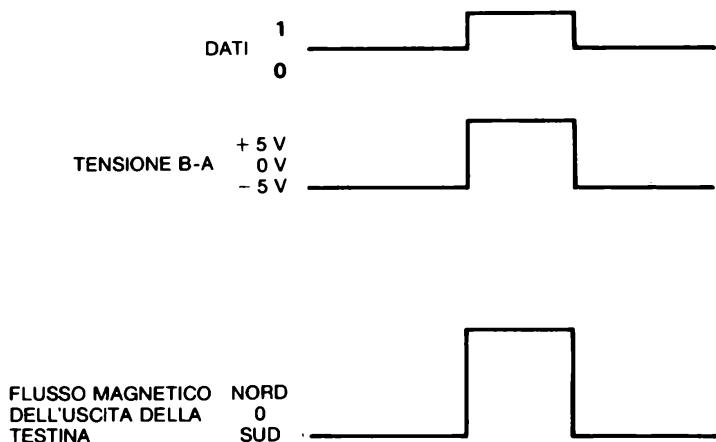 1
DATI
0
+ 5 V
TENSIONE B-A 0 V
– 5 V
FLUSSO MAGNETICO NORD
DELL'USCITA DELLA 0
TESTINA SUD